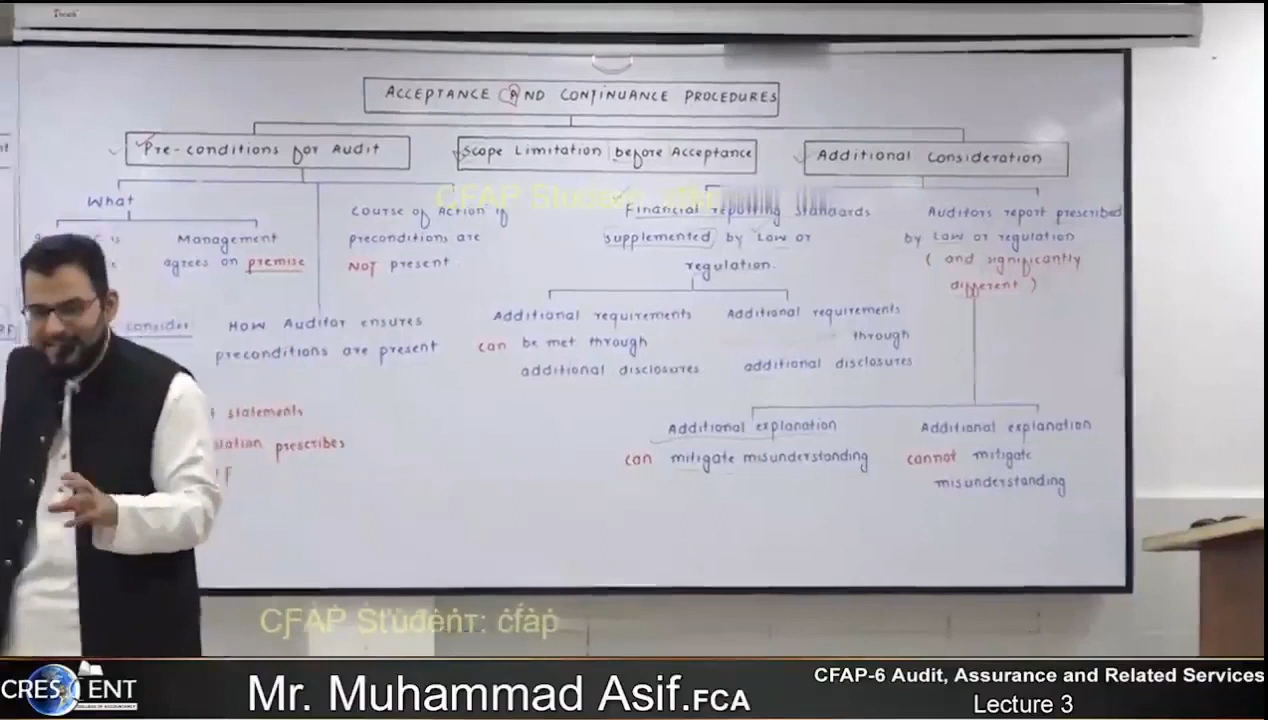 ACCEPTANCE AND CONTINUANCE PROCEDURES
Pre-conditions for Audit
Scope Limitation before Acceptance
Additional Consideration
What
Management
agrees on premise
consider
How Auditor ensures
preconditions are present
Course of Action if
preconditions are
NOT present
statements
prescribes
Financial reporting standards
supplemented by Law or
regulation.
Additional requirements
can be met through
additional disclosures
Additional requirements
through
additional disclosures
Auditors report prescribed
by Law or regulation
( and significantly
different )
Additional explanation
can mitigate misunderstanding
Additional explanation
cannot mitigate
misunderstanding
CFAP Student: cfap
CRESCENT
Mr. Muhammad Asif.FCA
CFAP-6 Audit, Assurance and Related Services
Lecture 3